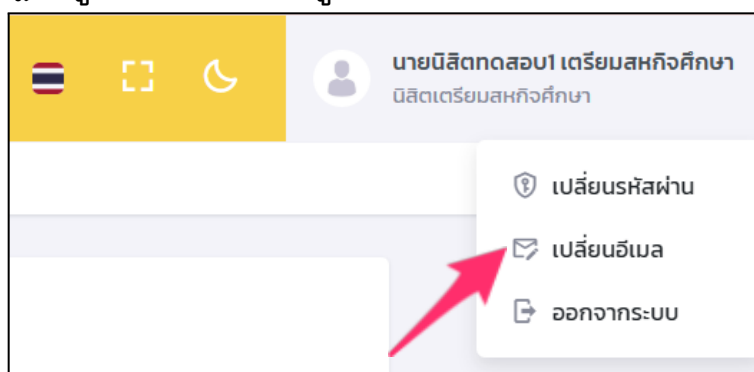 นายนิสิตทดสอบ1 เตรียมสหกิจศึกษา
นิสิตเตรียมสหกิจศึกษา
เปลี่ยนรหัสผ่าน
เปลี่ยนอีเมล
ออกจากระบบ